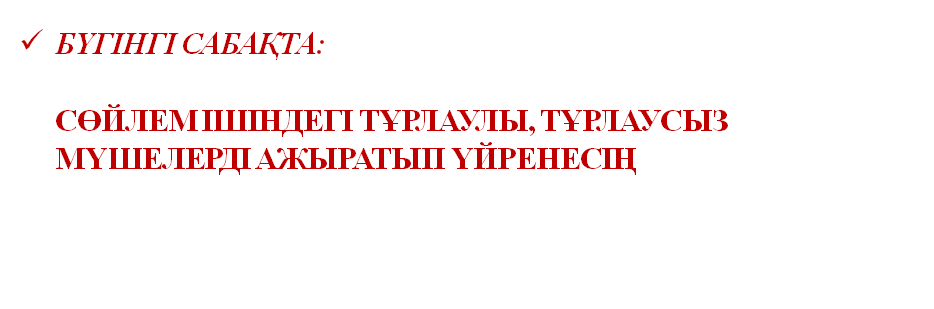 ✓ БҮГІНГІ САБАҚТА:
СӨЙЛЕМ ІШІНДЕГІ ТҰРЛАУЛЫ, ТҰРЛАУСЫЗ
МҮШЕЛЕРДІ АЖЫРАТЫП ҮЙРЕНЕСІҢ